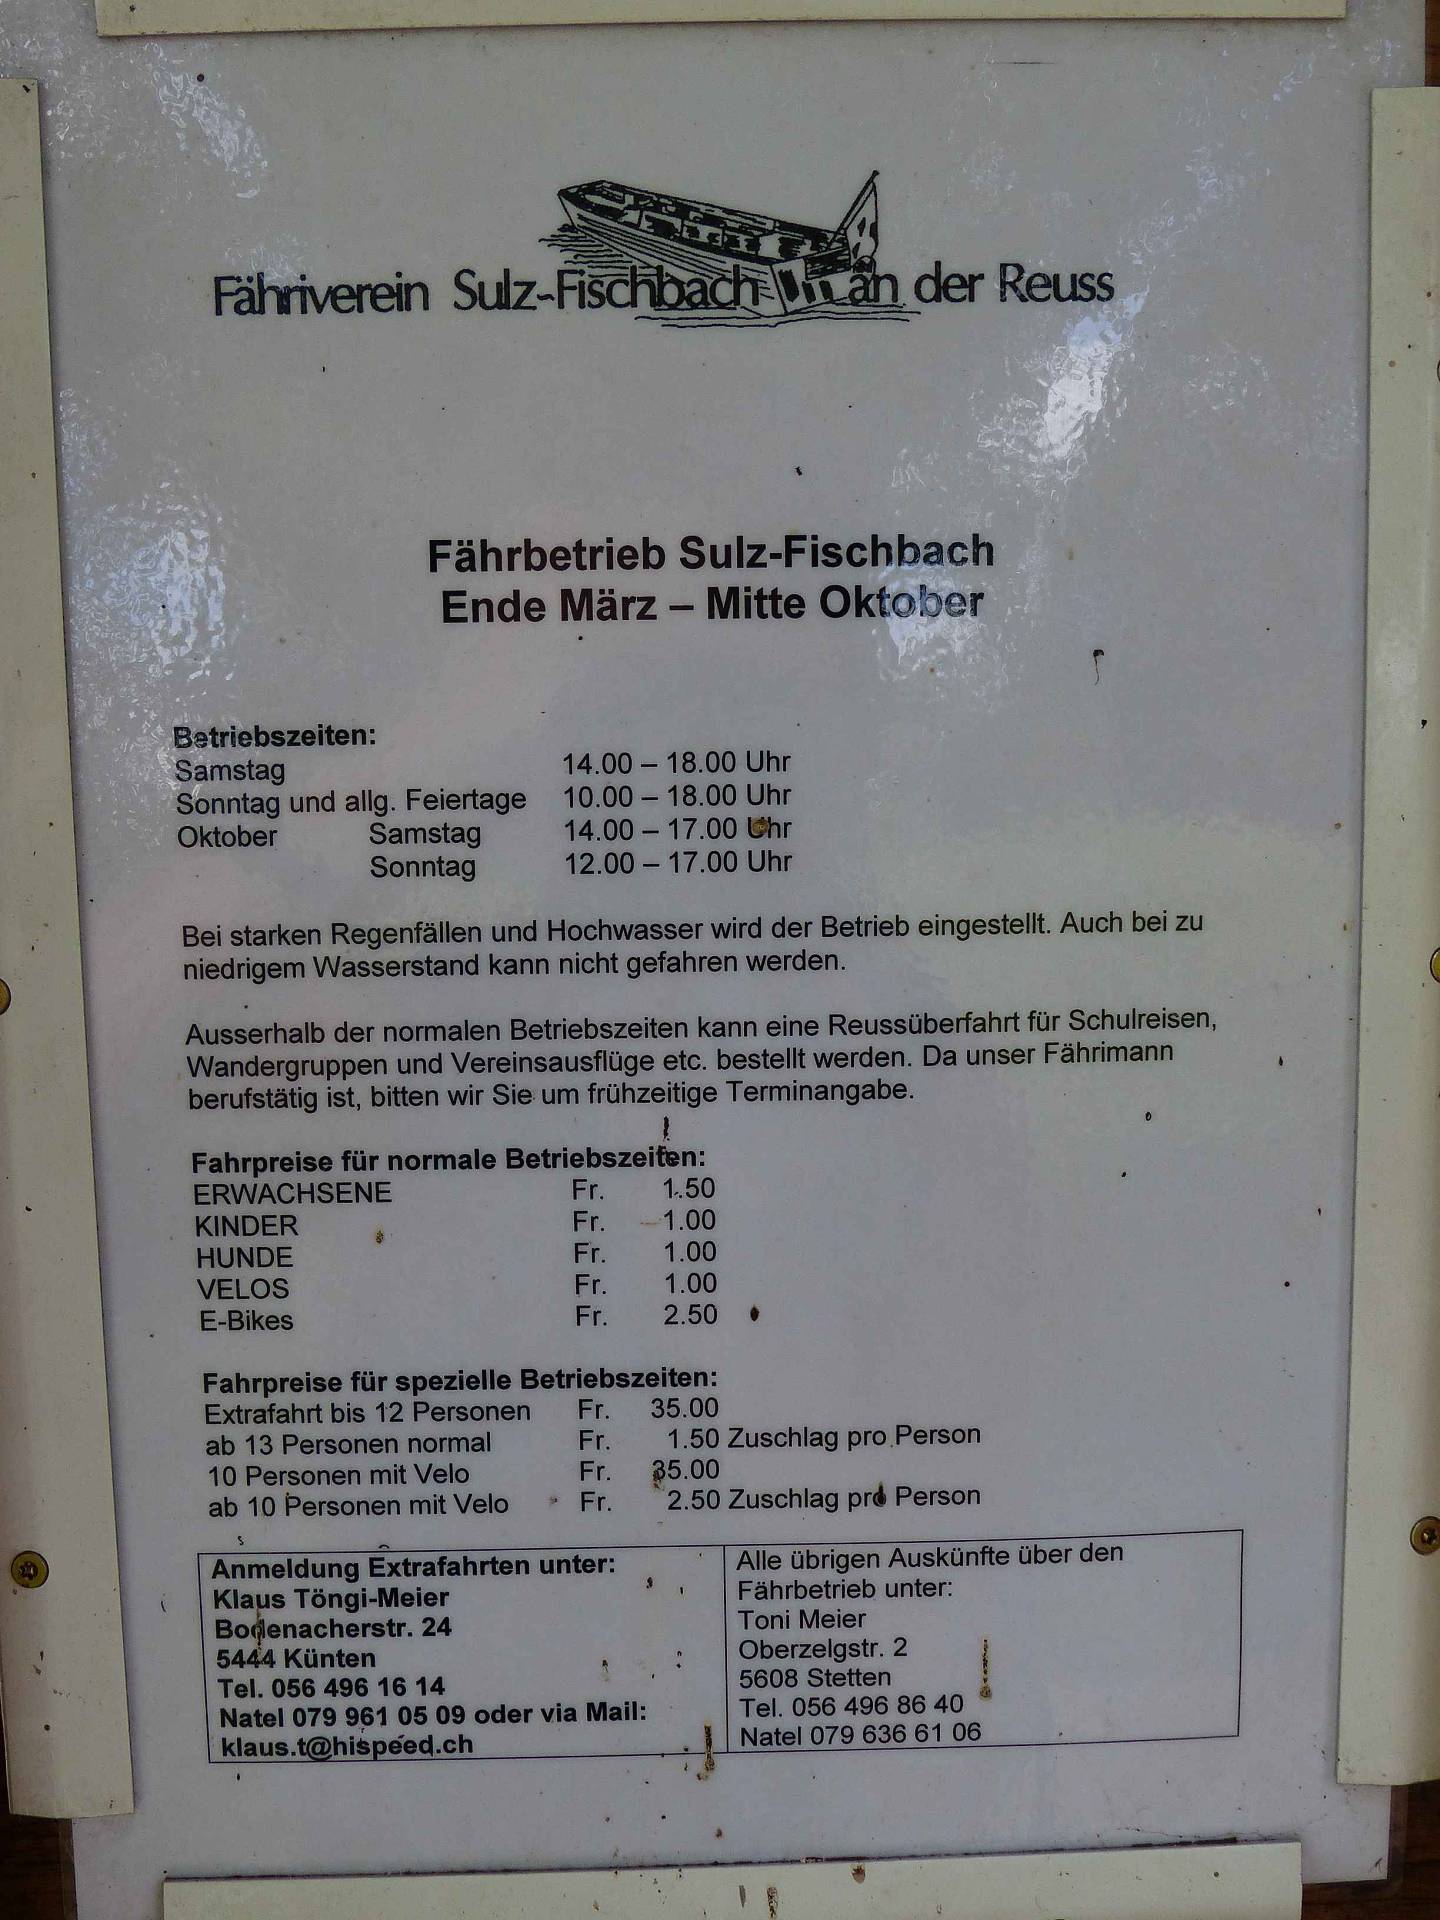 Fähriverein Sulz-Fischbach an der Reuss
Fährbetrieb Sulz-Fischbach
Ende März – Mitte Oktober
Betriebszeiten:
Samstag 14.00 – 18.00 Uhr
Sonntag und allg. Feiertage 10.00 – 18.00 Uhr
Oktober Samstag 14.00 – 17.00 Uhr
Sonntag 12.00 – 17.00 Uhr
Bei starken Regenfällen und Hochwasser wird der Betrieb eingestellt. Auch bei zu
niedrigem Wasserstand kann nicht gefahren werden.
Ausserhalb der normalen Betriebszeiten kann eine Reussüberfahrt für Schulreisen,
Wandergruppen und Vereinsausflüge etc. bestellt werden. Da unser Fährimann
berufstätig ist, bitten wir Sie um frühzeitige Terminangabe.
Fahrpreise für normale Betriebszeiten:
ERWACHSENE Fr. 1.50
KINDER Fr. 1.00
HUNDE Fr. 1.00
VELOS Fr. 1.00
E-Bikes Fr. 2.50
Fahrpreise für spezielle Betriebszeiten:
Extrafahrt bis 12 Personen Fr. 35.00
ab 13 Personen normal Fr. 1.50 Zuschlag pro Person
10 Personen mit Velo Fr. 35.00
ab 10 Personen mit Velo Fr. 2.50 Zuschlag pro Person
Anmeldung Extrafahrten unter:
Klaus Töngi-Meier
Bodenacherstr. 24
5444 Künten
Tel. 056 496 16 14
Natel 079 961 05 09 oder via Mail:
klaus.t@hispeed.ch
Alle übrigen Auskünfte über den
Fährbetrieb unter:
Toni Meier
Oberzelgstr. 2
5608 Stetten
Tel. 056 496 86 40
Natel 079 636 61 06